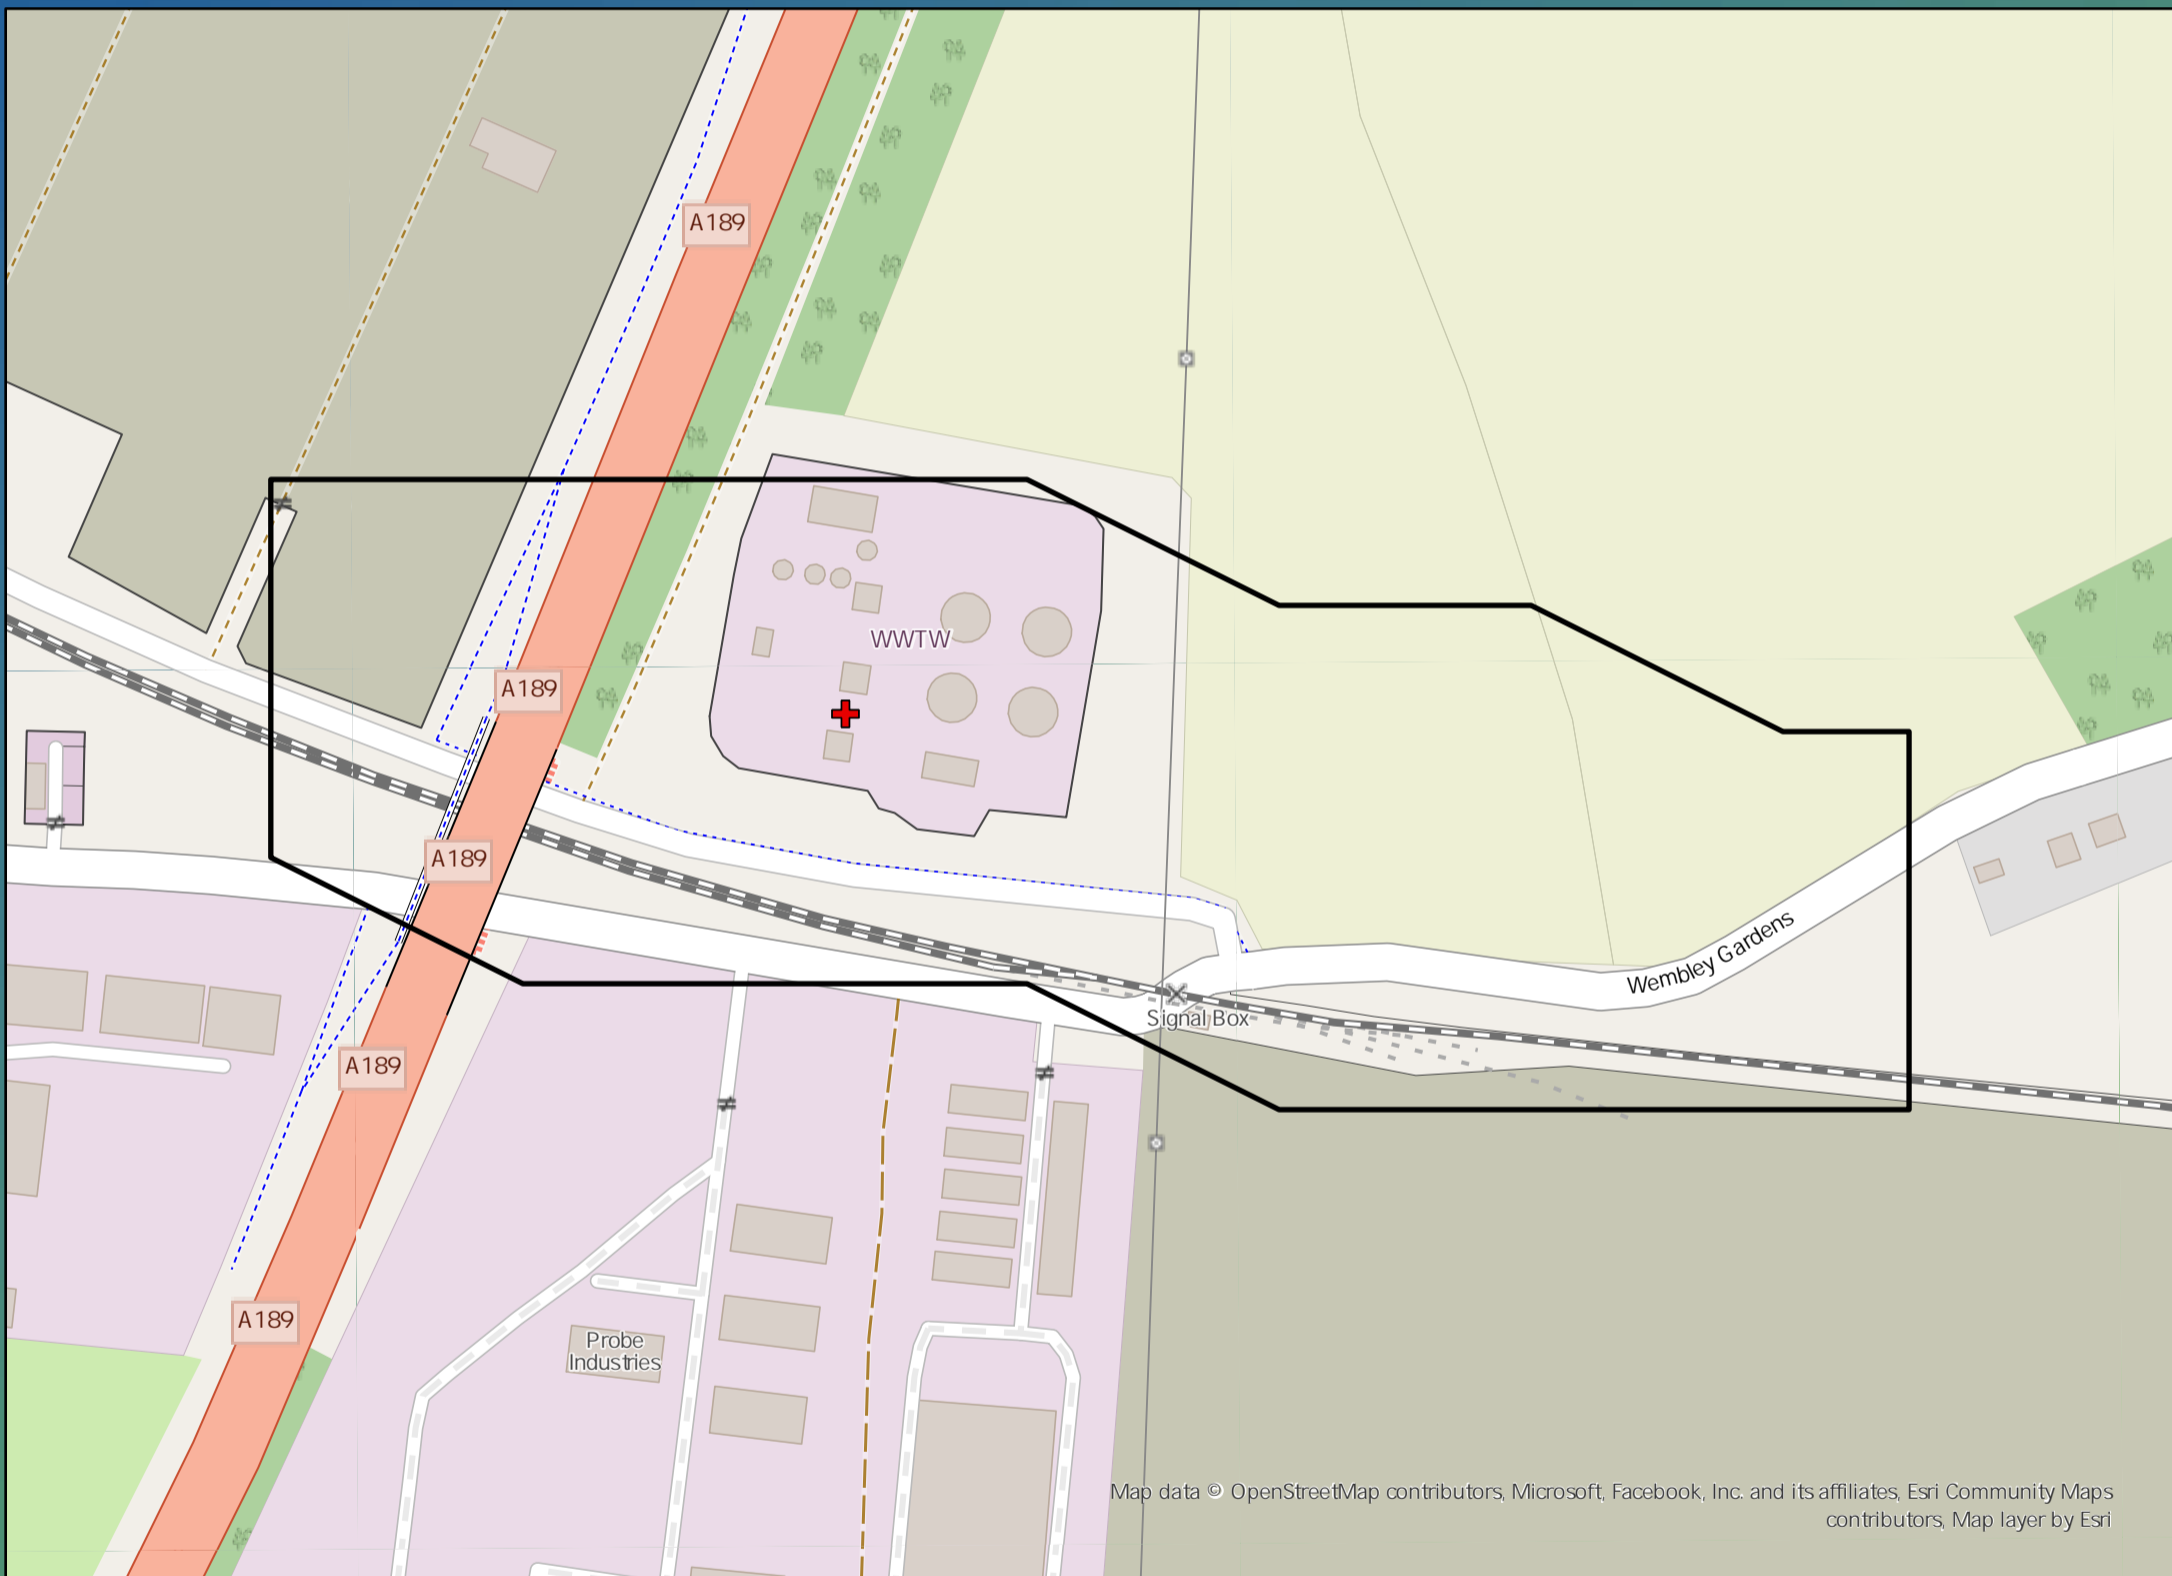 A189
WWTW
A189
A189
Wembley Gardens
Signal Box
A189
A189
Probe
Industries
Map data © OpenStreetMap contributors, Microsoft, Facebook, Inc. and its affiliates, Esri Community Maps
contributors, Map layer by Esri